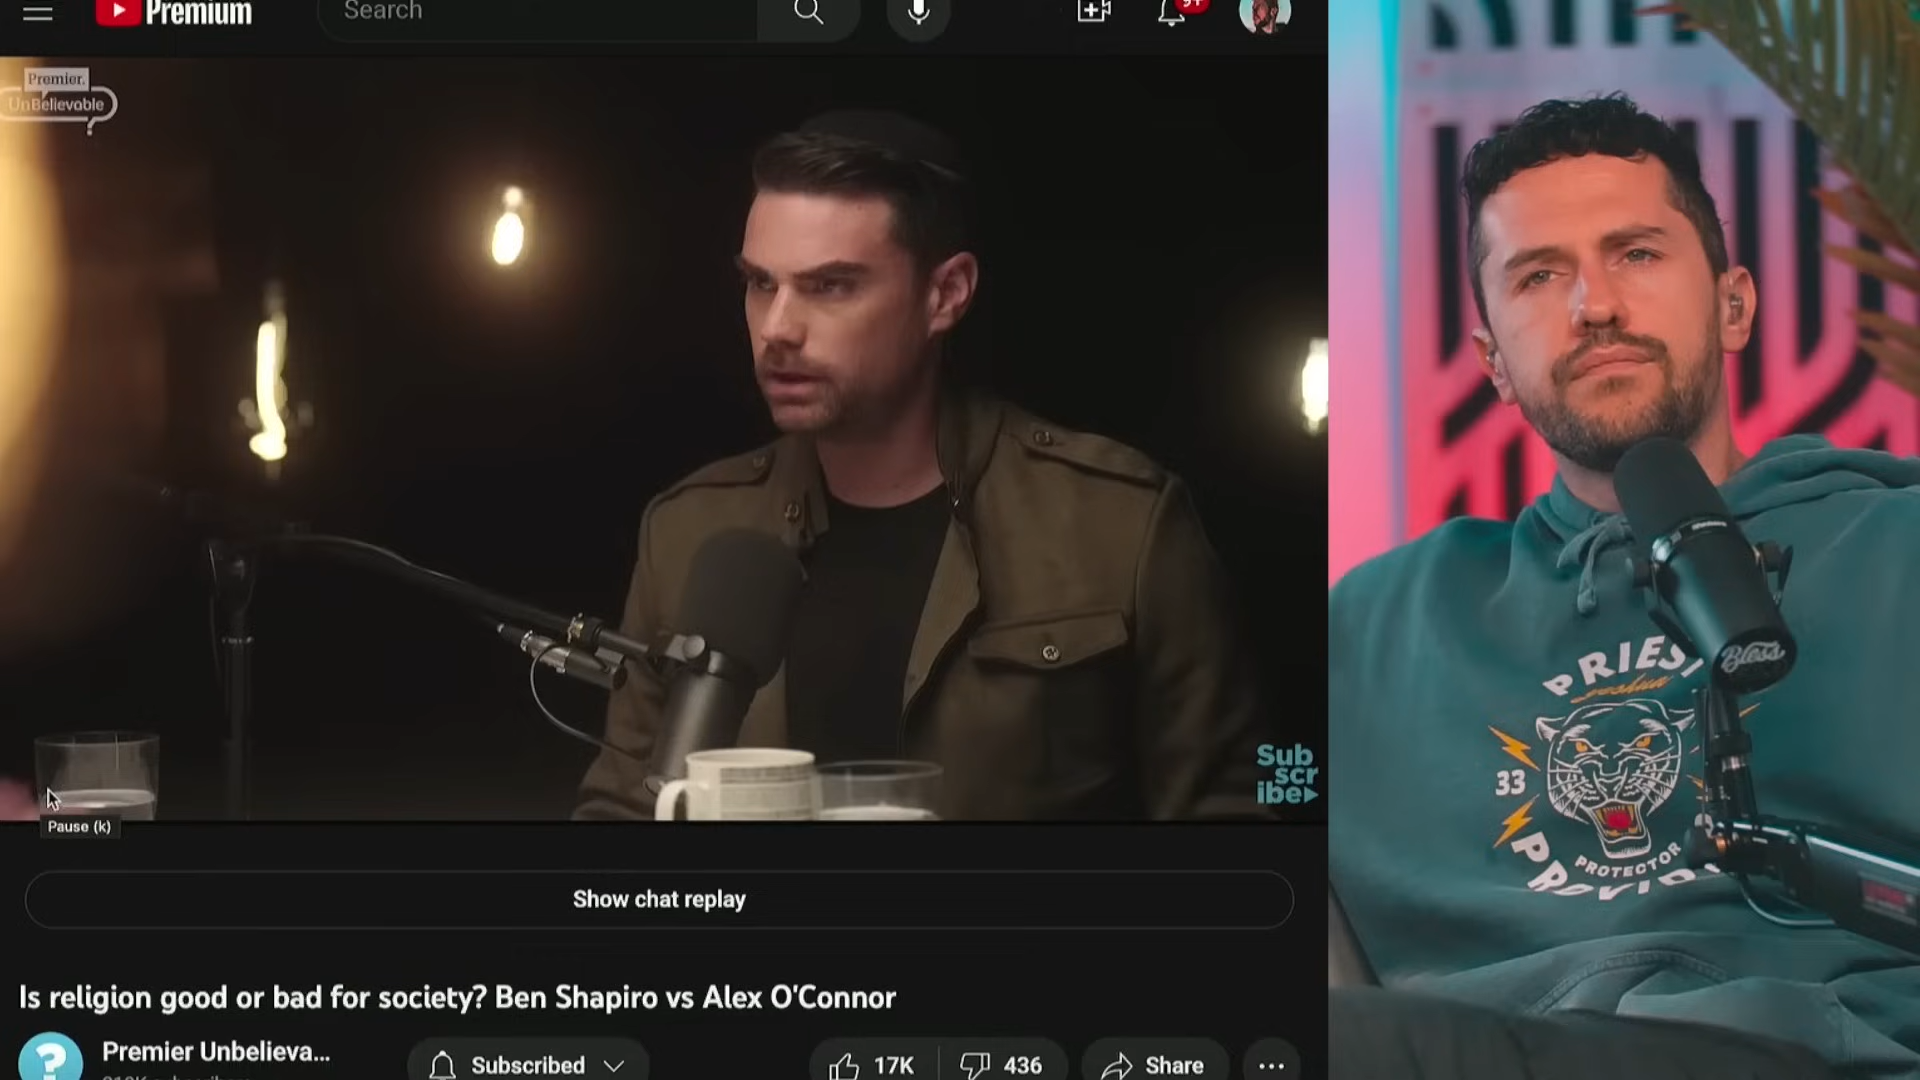 Premium
Search
9+
Premier.
UnBelievable
Sub
scr
ibe
Pause (k)
Show chat replay
Is religion good or bad for society? Ben Shapiro vs Alex O'Connor
Premier Unbelieva...
Subscribed
17K
436
Share
Bless
PRIEST
33
PROTECTOR